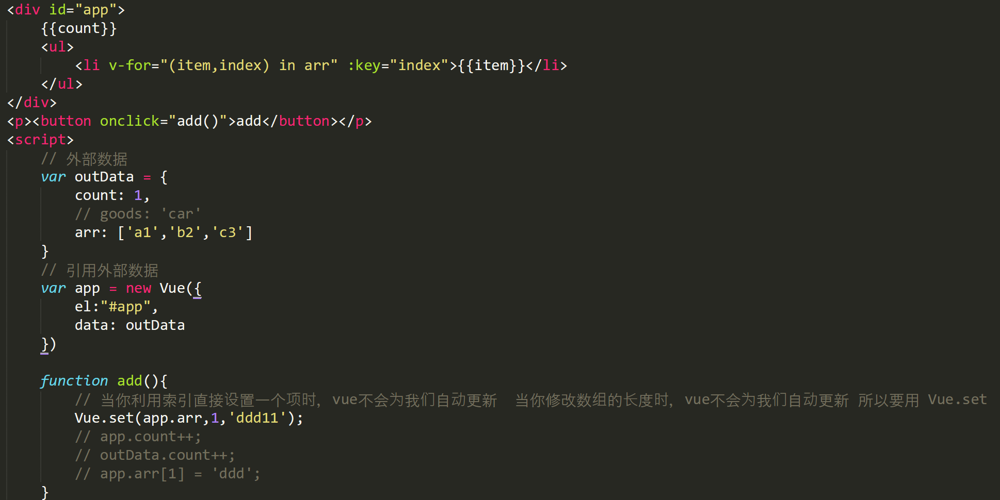 <div id="app">
    {{count}}
    <ul>
        <li v-for="(item,index) in arr" :key="index">{{item}}</li>
    </ul>
</div>
<p><button onclick="add()">add</button></p>
<script>
    // 外部数据
    var outData = {
        count: 1,
        // goods: 'car'
        arr: ['a1','b2','c3']
    }
    // 引用外部数据
    var app = new Vue({
        el:"#app",
        data: outData
    })

    function add(){
        // 当你利用索引直接设置一个项时，vue不会为我们自动更新  当你修改数组的长度时，vue不会为我们自动更新 所以要用 Vue.set
        Vue.set(app.arr,1,'ddd11');
        // app.count++;
        // outData.count++;
        // app.arr[1] = 'ddd';
    }